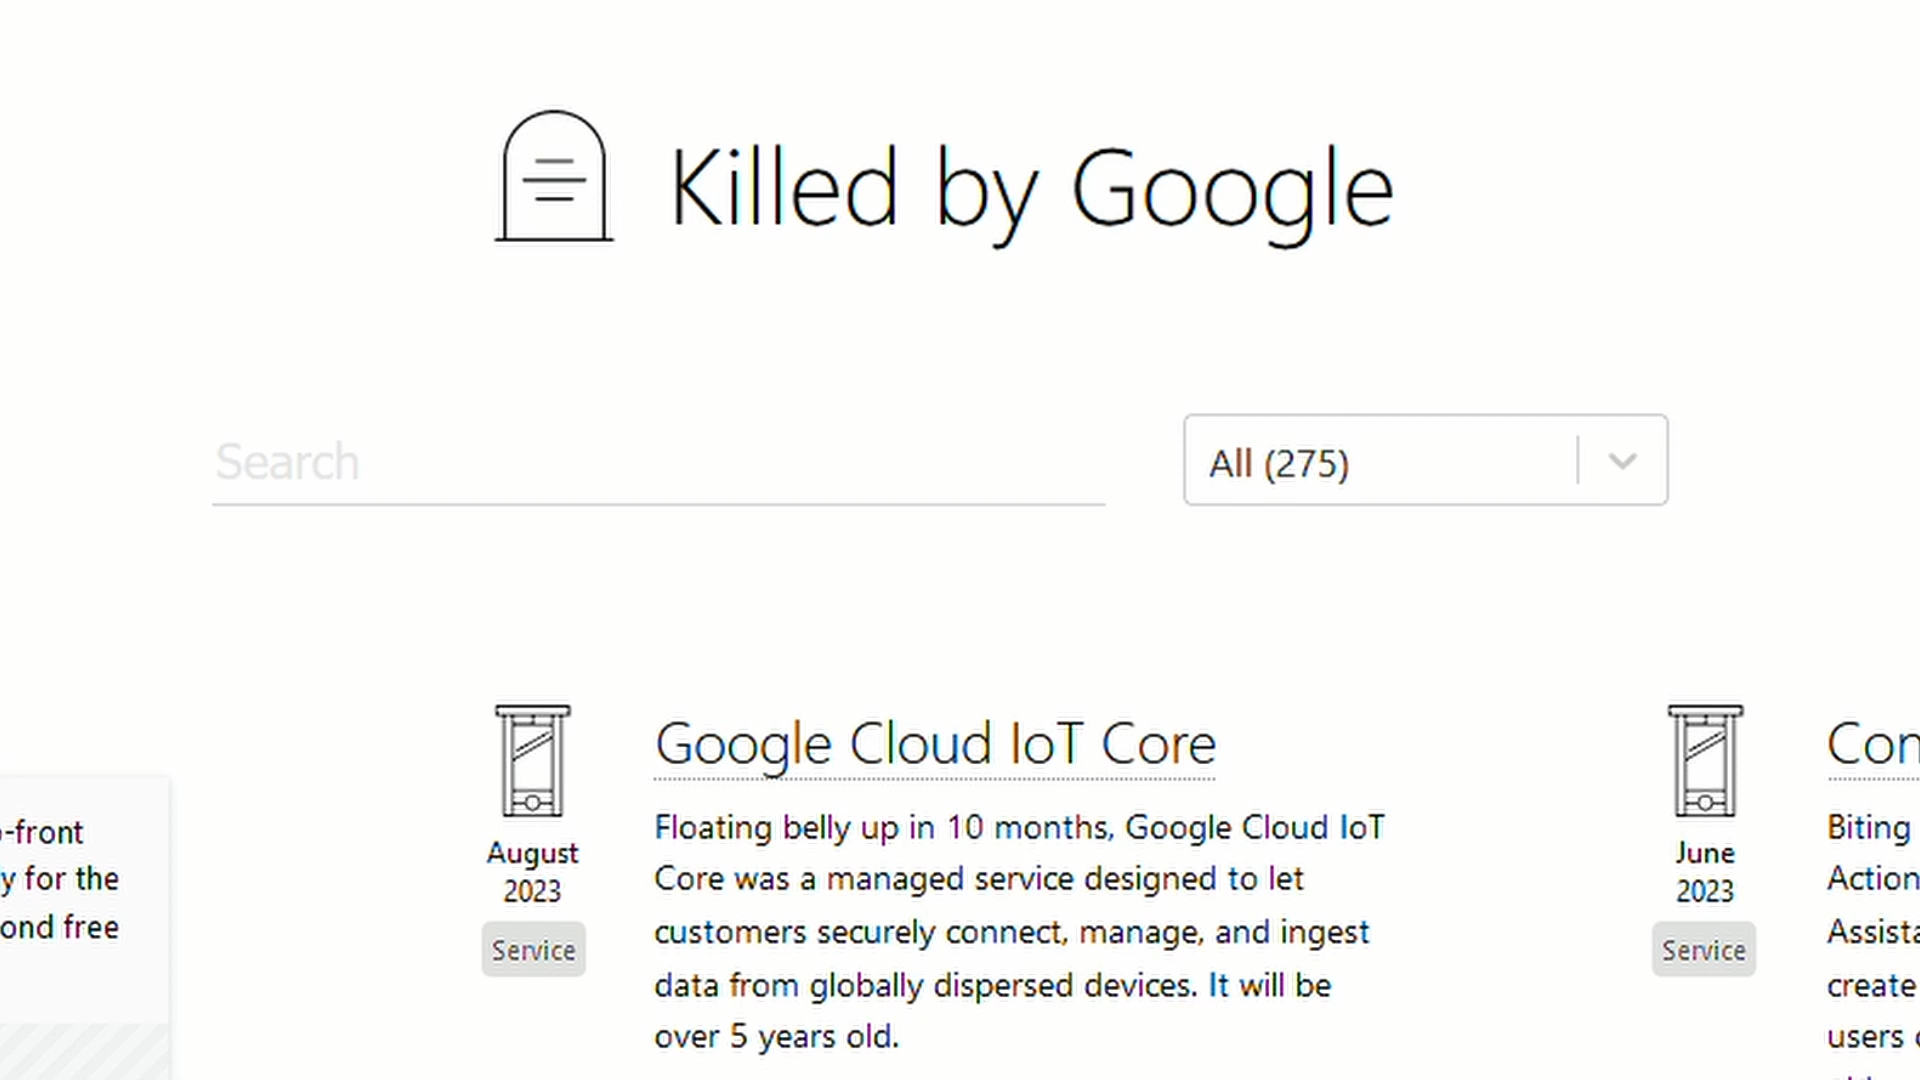 Killed by Google
Search
All (275)
-front
y for the
ond free
August
2023
Service
Google Cloud IoT Core
Floating belly up in 10 months, Google Cloud IoT
Core was a managed service designed to let
customers securely connect, manage, and ingest
data from globally dispersed devices. It will be
over 5 years old.
June
2023
Service
Con
Biting
Action
Assista
create
users